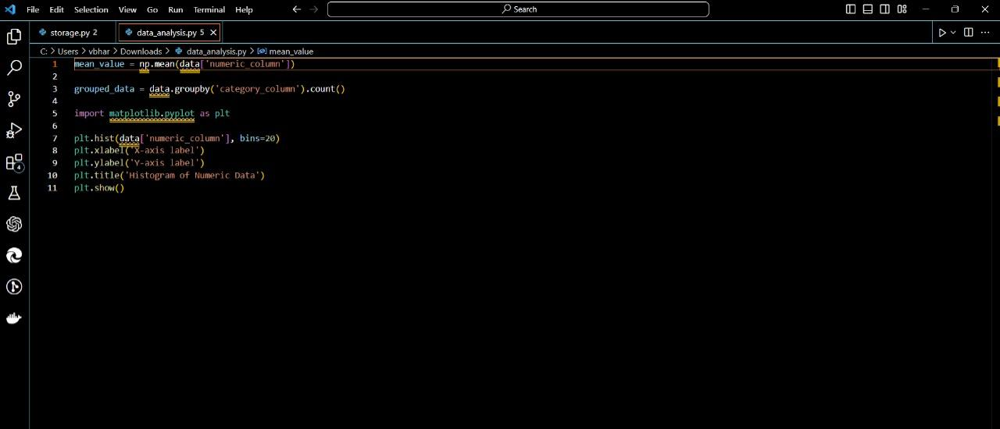 File Edit Selection View Go Run Terminal Help Search
storage.py 2 data_analysis.py 5
C: > Users > vbhar > Downloads > data_analysis.py > mean_value
1 mean_value = np.mean(data['numeric_column'])
2
3 grouped_data = data.groupby('category_column').count()
4
5 import matplotlib.pyplot as plt
6
7 plt.hist(data['numeric_column'], bins=20)
8 plt.xlabel('X-axis label')
9 plt.ylabel('Y-axis label')
10 plt.title('Histogram of Numeric Data')
11 plt.show()
4